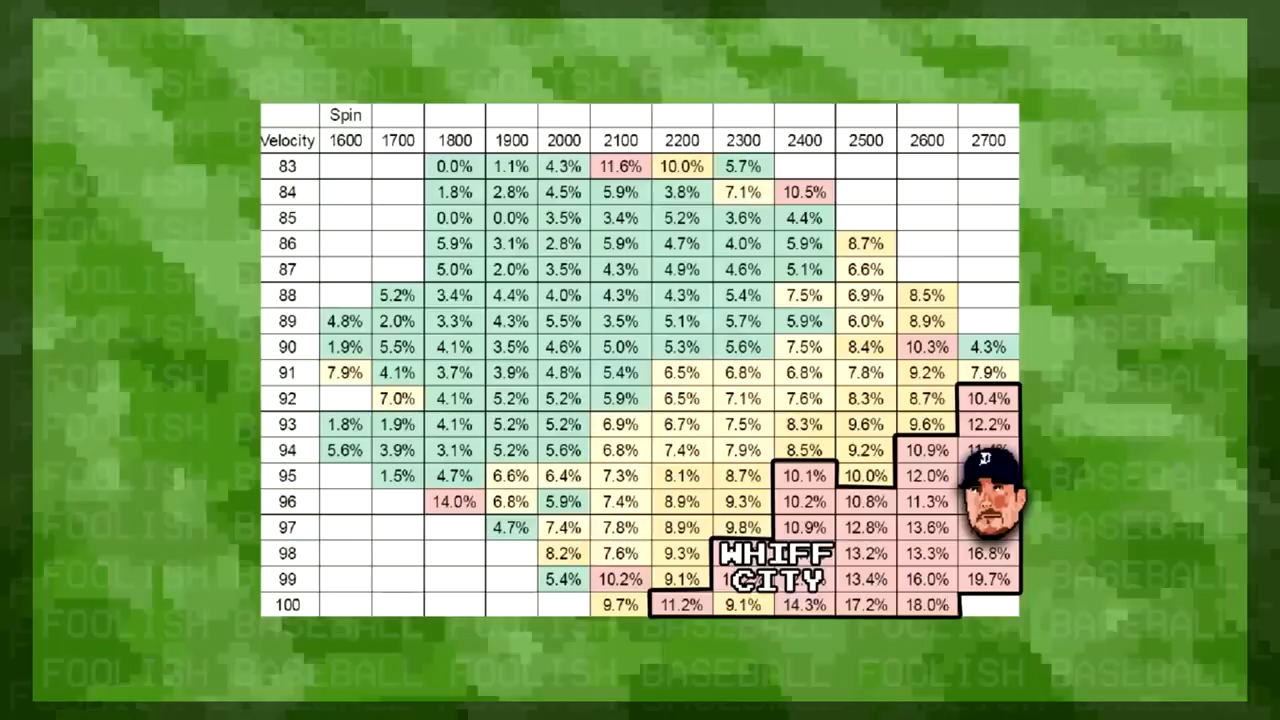 Spin
Velocity 1600 1700 1800 1900 2000 2100 2200 2300 2400 2500 2600 2700
83 0.0% 1.1% 4.3% 11.6% 10.0% 5.7%
84 1.8% 2.8% 4.5% 5.9% 3.8% 7.1% 10.5%
85 0.0% 0.0% 3.5% 3.4% 5.2% 3.6% 4.4%
86 5.9% 3.1% 2.8% 5.9% 4.7% 4.0% 5.9% 8.7%
87 5.0% 2.0% 3.5% 4.3% 4.9% 4.6% 5.1% 6.6%
88 5.2% 3.4% 4.4% 4.0% 4.3% 4.3% 5.4% 7.5% 6.9% 8.5%
89 4.8% 2.0% 3.3% 4.3% 5.5% 3.5% 5.1% 5.7% 5.9% 6.0% 8.9%
90 1.9% 5.5% 4.1% 3.5% 4.6% 5.0% 5.3% 5.6% 7.5% 8.4% 10.3% 4.3%
91 7.9% 4.1% 3.7% 3.9% 4.8% 5.4% 6.5% 6.8% 6.8% 7.8% 9.2% 7.9%
92 7.0% 4.1% 5.2% 5.2% 5.9% 6.5% 7.1% 7.6% 8.3% 8.7% 10.4%
93 1.8% 1.9% 4.1% 5.2% 5.2% 6.9% 6.7% 7.5% 8.3% 9.6% 9.6% 12.2%
94 5.6% 3.9% 3.1% 5.2% 5.6% 6.8% 7.4% 7.9% 8.5% 9.2% 10.9%
95 1.5% 4.7% 6.6% 6.4% 7.3% 8.1% 8.7% 10.1% 10.0% 12.0%
96 14.0% 6.8% 5.9% 7.4% 8.9% 9.3% 10.2% 10.8% 11.3%
97 4.7% 7.4% 7.8% 8.9% 9.8% 10.9% 12.8% 13.6%
98 8.2% 7.6% 9.3% WHIFF 13.2% 13.3% 16.8%
99 5.4% 10.2% 9.1% CITY 13.4% 16.0% 19.7%
100 9.7% 11.2% 9.1% 14.3% 17.2% 18.0%
FOOLISH BASEBALL FOOLISH BASEBALL FOOLISH BASEBALL